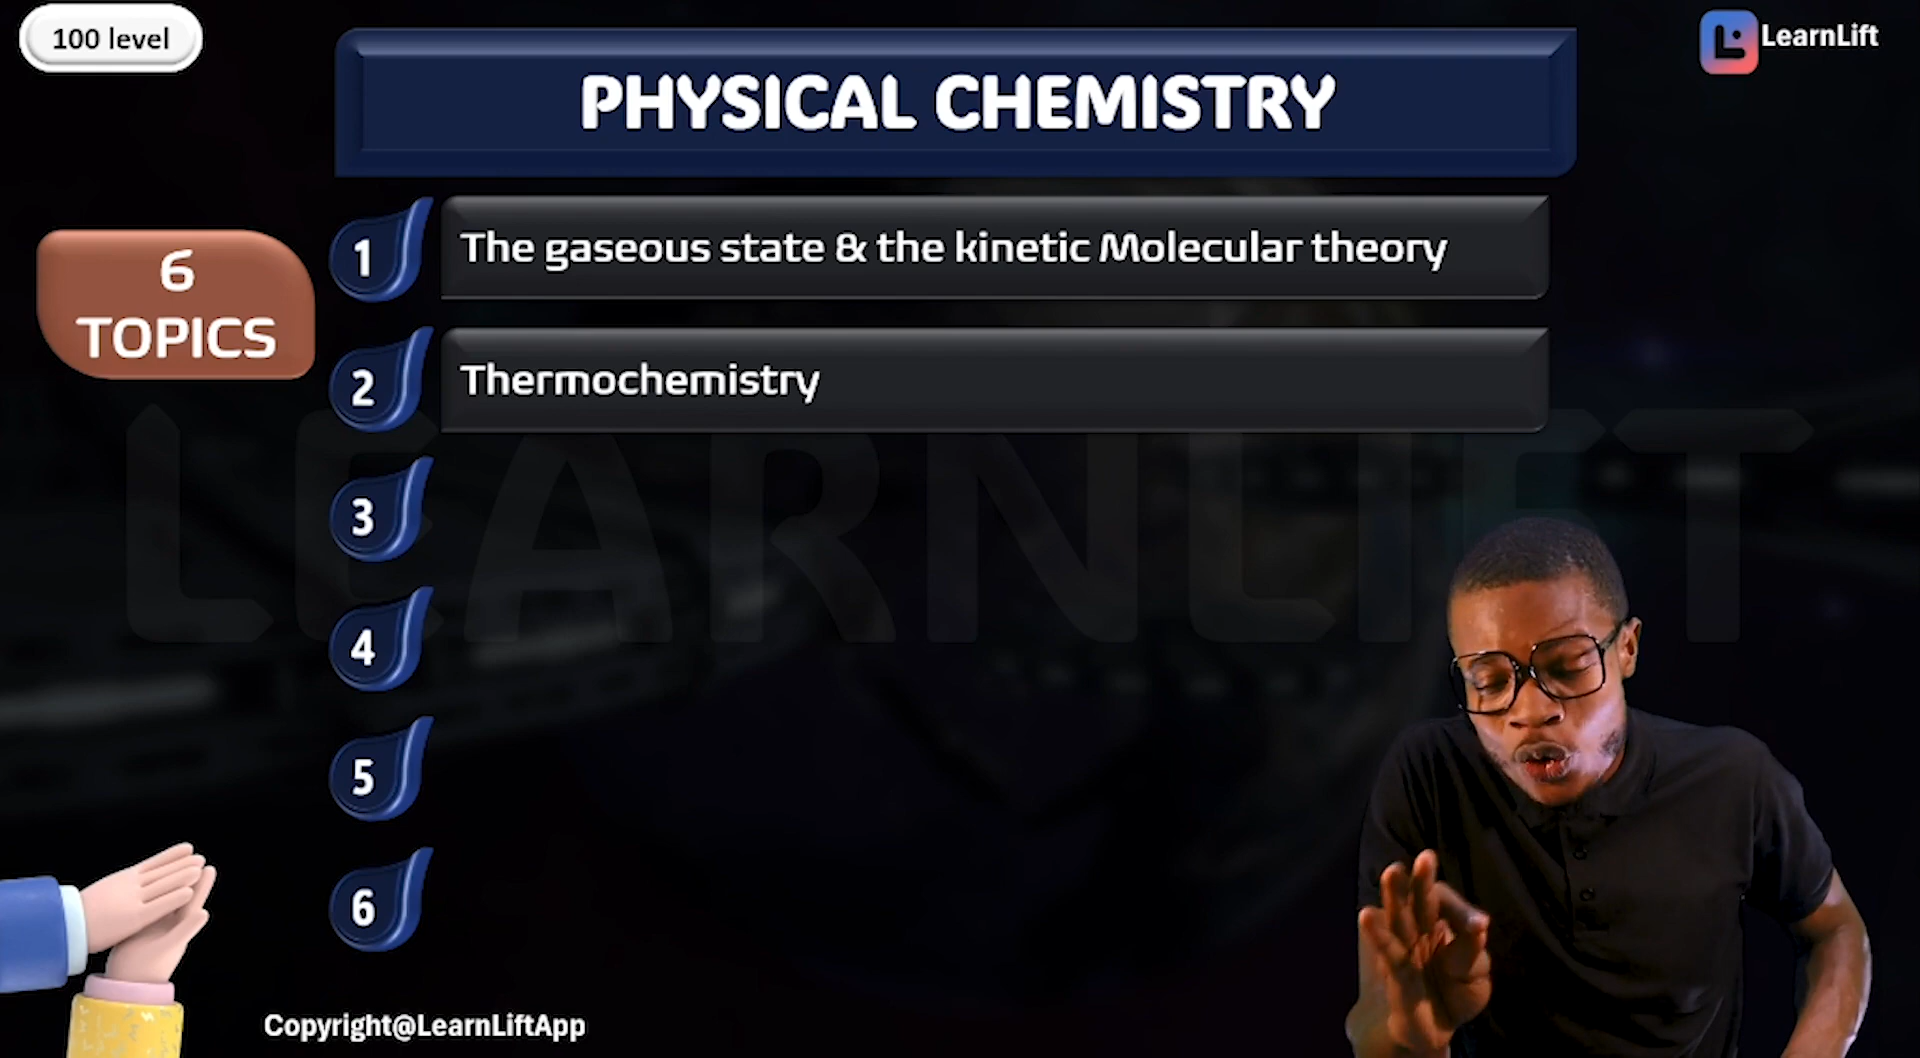 100 level
LearnLift
PHYSICAL CHEMISTRY
6
TOPICS
1
The gaseous state & the kinetic Molecular theory
2
Thermochemistry
LEARNLIFT
3
4
5
6
Copyright@LearnLiftApp